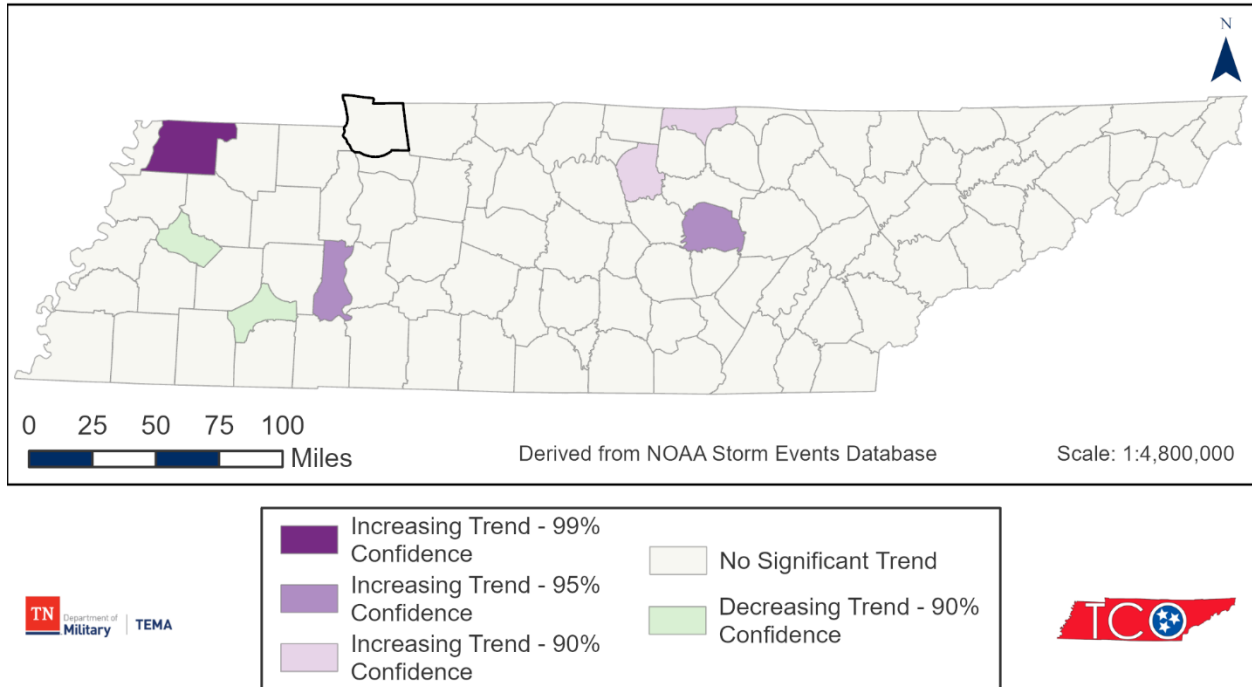 N
0 25 50 75 100
Miles
Derived from NOAA Storm Events Database
Scale: 1:4,800,000
Increasing Trend - 99%
Confidence
Increasing Trend - 95%
Confidence
Increasing Trend - 90%
Confidence
No Significant Trend
Decreasing Trend - 90%
Confidence
TN
Department of
Military
TEMA
TCO